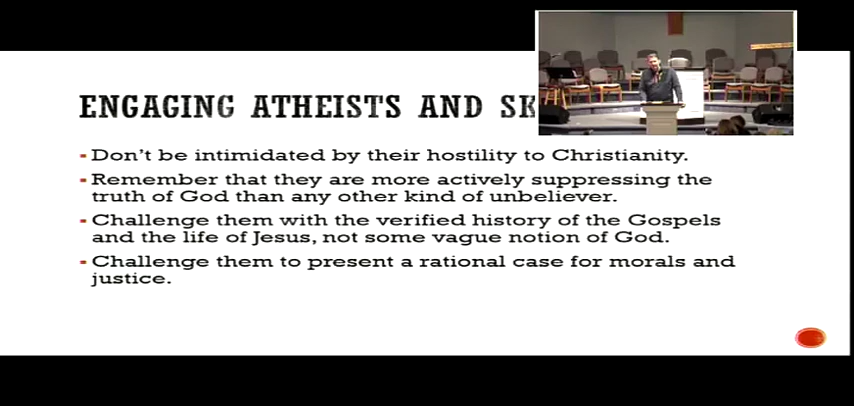 ENGAGING ATHEISTS AND
- Don't be intimidated by their hostility to Christianity.
- Remember that they are more actively suppressing the
truth of God than any other kind of unbeliever.
- Challenge them with the verified history of the Gospels
and the life of Jesus, not some vague notion of God.
- Challenge them to present a rational case for morals and
justice.